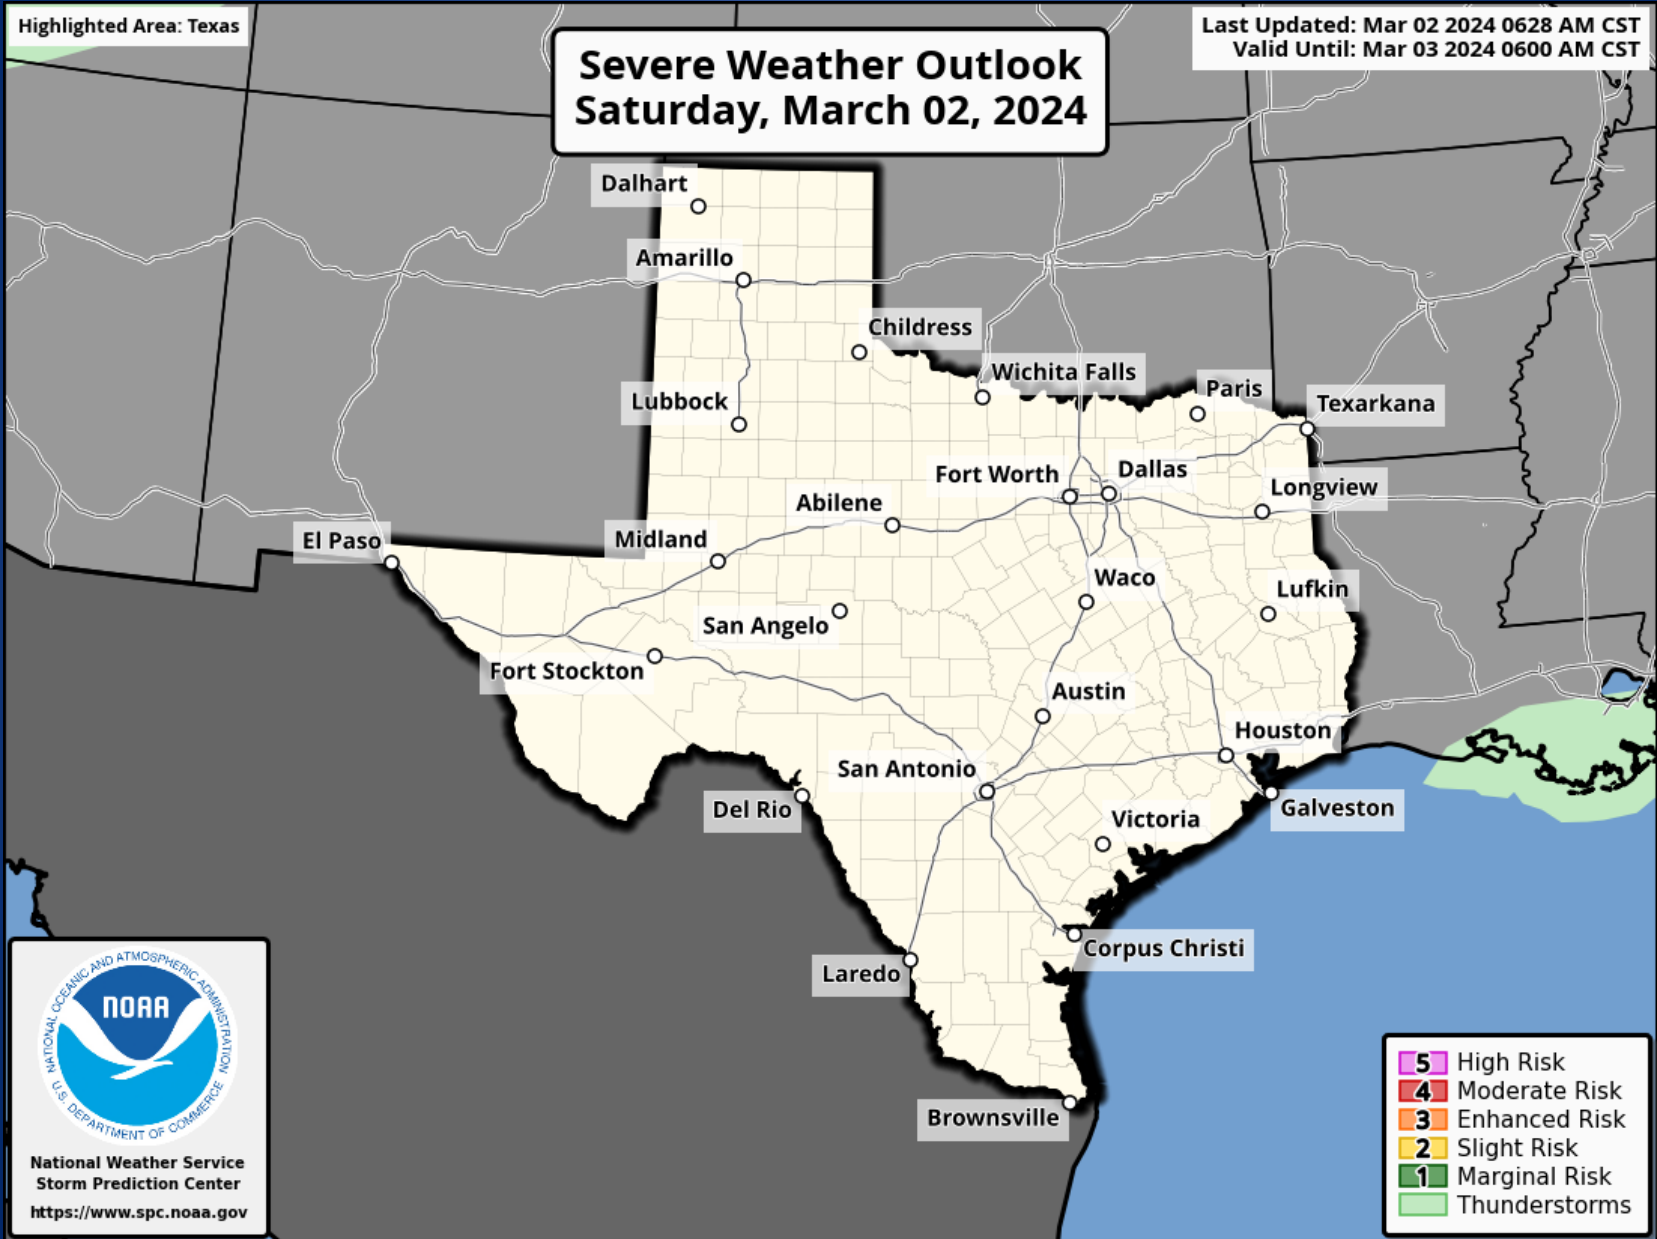 Highlighted Area: Texas
Last Updated: Mar 02 2024 0628 AM CST
Valid Until: Mar 03 2024 0600 AM CST
Severe Weather Outlook
Saturday, March 02, 2024
Dalhart
Amarillo
Childress
Wichita Falls
Paris
Texarkana
Lubbock
Fort Worth
Dallas
Longview
Abilene
El Paso
Midland
Waco
Lufkin
San Angelo
Fort Stockton
Austin
Houston
San Antonio
Del Rio
Galveston
Victoria
Corpus Christi
Laredo
Brownsville
NATIONAL OCEANIC AND ATMOSPHERIC ADMINISTRATION
NOAA
U.S. DEPARTMENT OF COMMERCE
National Weather Service
Storm Prediction Center
https://www.spc.noaa.gov
5 High Risk
4 Moderate Risk
3 Enhanced Risk
2 Slight Risk
1 Marginal Risk
Thunderstorms